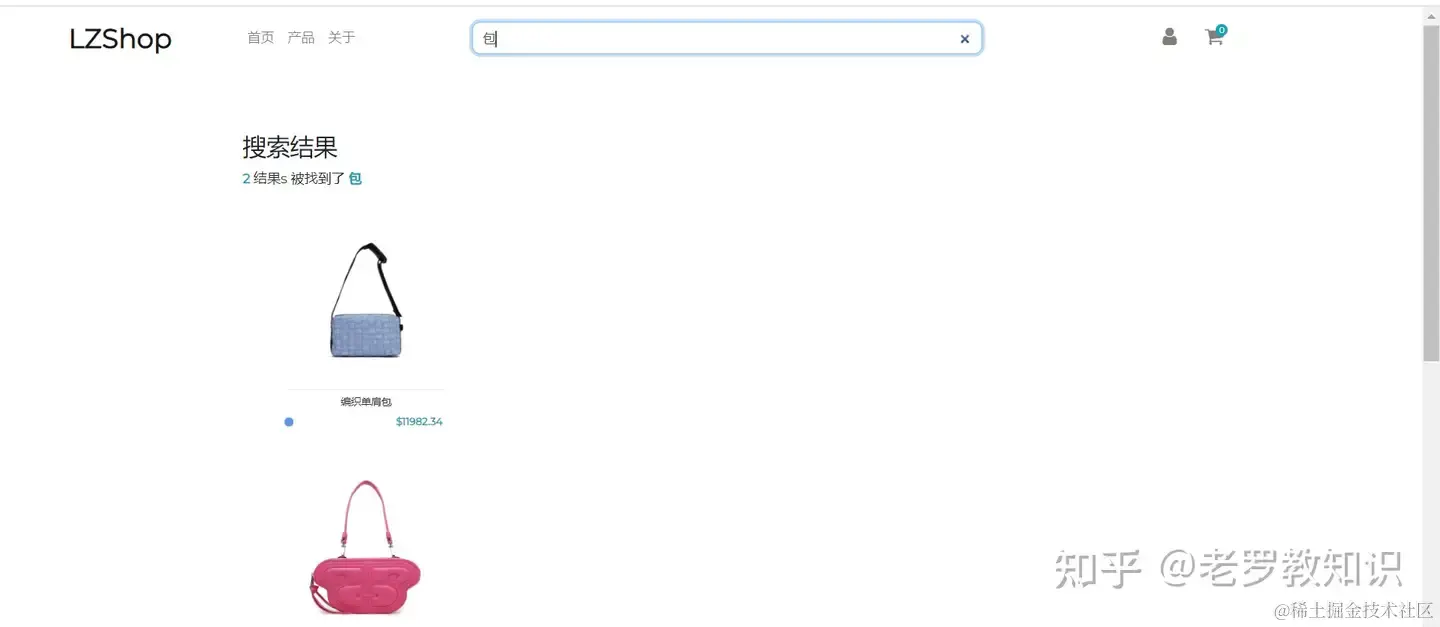 LZShop 首页 产品 关于 包 × 0
搜索结果
2 结果s 被找到了 包
编织单肩包
$11982.34
知乎 @老罗教知识
@稀土掘金技术社区